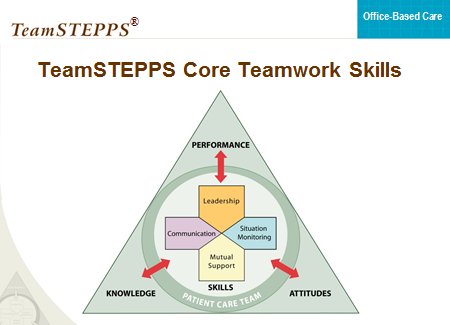 TeamSTEPPS®
Office-Based Care
TeamSTEPPS Core Teamwork Skills
PERFORMANCE
Leadership
Communication
Situation
Monitoring
Mutual
Support
SKILLS
KNOWLEDGE
ATTITUDES
PATIENT CARE TEAM